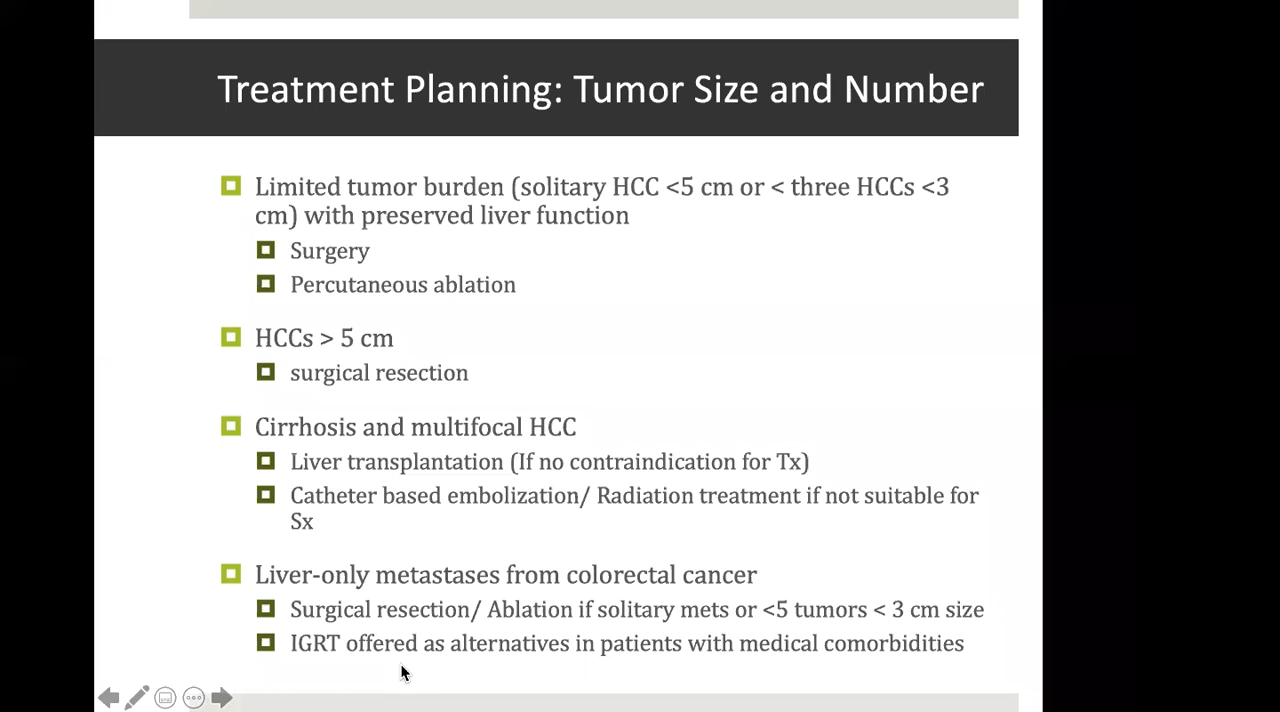 Treatment Planning: Tumor Size and Number
Limited tumor burden (solitary HCC <5 cm or < three HCCs <3
cm) with preserved liver function
Surgery
Percutaneous ablation
HCCs > 5 cm
surgical resection
Cirrhosis and multifocal HCC
Liver transplantation (If no contraindication for Tx)
Catheter based embolization/ Radiation treatment if not suitable for
Sx
Liver-only metastases from colorectal cancer
Surgical resection/ Ablation if solitary mets or <5 tumors < 3 cm size
IGRT offered as alternatives in patients with medical comorbidities